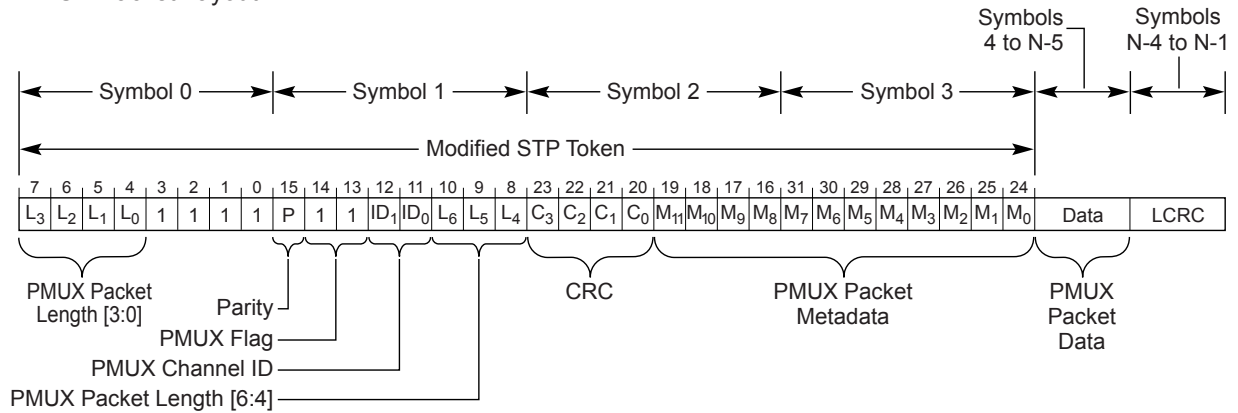 Symbols
4 to N-5
Symbols
N-4 to N-1
Symbol 0
Symbol 1
Symbol 2
Symbol 3
Modified STP Token
7 6 5 4 3 2 1 0 15 14 13 12 11 10 9 8 23 22 21 20 19 18 17 16 31 30 29 28 27 26 25 24
L3 L2 L1 L0 1 1 1 1 P 1 1 ID1 ID0 L6 L5 L4 C3 C2 C1 C0 M11 M10 M9 M8 M7 M6 M5 M4 M3 M2 M1 M0 Data LCRC
PMUX Packet
Length [3:0]
Parity
PMUX Flag
PMUX Channel ID
PMUX Packet Length [6:4]
CRC
PMUX Packet
Metadata
PMUX
Packet
Data